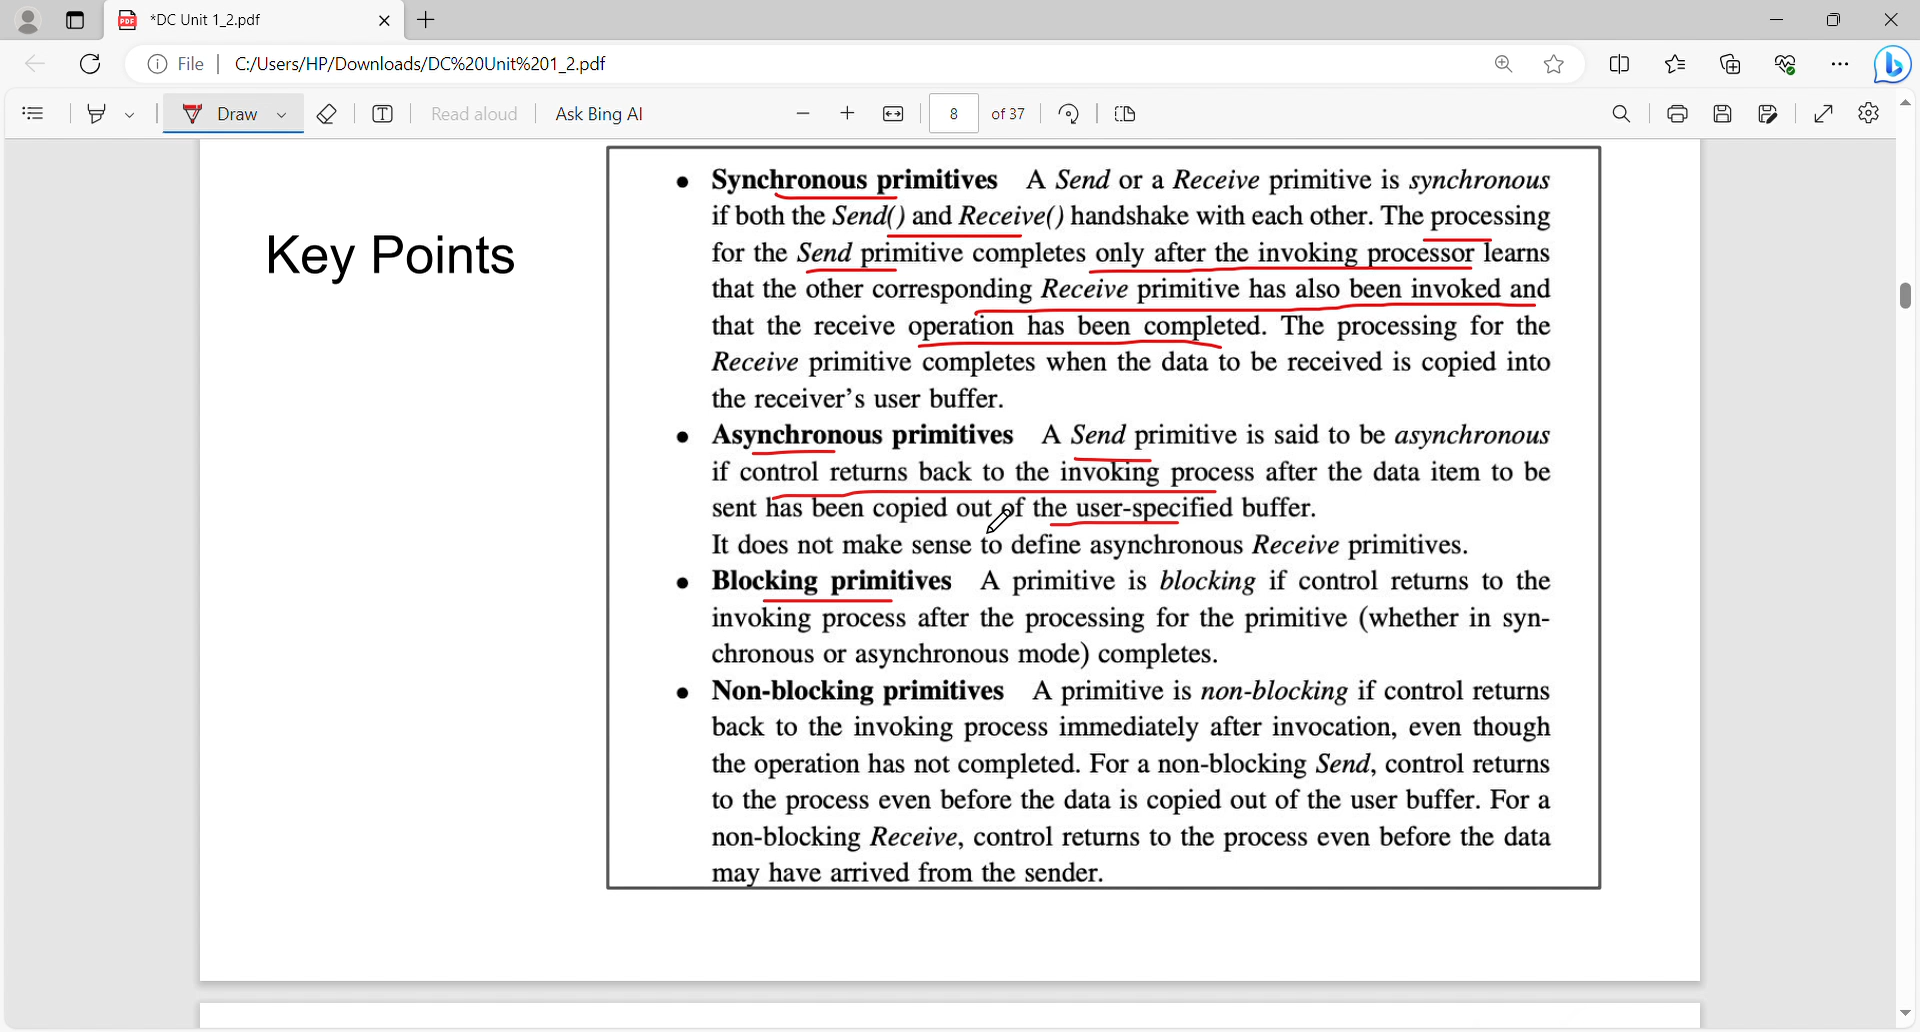 *DC Unit 1_2.pdf
File | C:/Users/HP/Downloads/DC%20Unit%201_2.pdf
Draw Read aloud Ask Bing AI 8 of 37
Key Points
• Synchronous primitives A Send or a Receive primitive is synchronous
if both the Send() and Receive() handshake with each other. The processing
for the Send primitive completes only after the invoking processor learns
that the other corresponding Receive primitive has also been invoked and
that the receive operation has been completed. The processing for the
Receive primitive completes when the data to be received is copied into
the receiver’s user buffer.
• Asynchronous primitives A Send primitive is said to be asynchronous
if control returns back to the invoking process after the data item to be
sent has been copied out of the user-specified buffer.
It does not make sense to define asynchronous Receive primitives.
• Blocking primitives A primitive is blocking if control returns to the
invoking process after the processing for the primitive (whether in syn-
chronous or asynchronous mode) completes.
• Non-blocking primitives A primitive is non-blocking if control returns
back to the invoking process immediately after invocation, even though
the operation has not completed. For a non-blocking Send, control returns
to the process even before the data is copied out of the user buffer. For a
non-blocking Receive, control returns to the process even before the data
may have arrived from the sender.